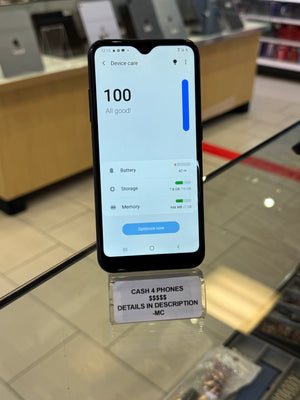 Device care
100
All good!
Battery
Storage
Memory
Optimize now
CASH 4 PHONES
$$$$$
DETAILS IN DESCRIPTION
-MC